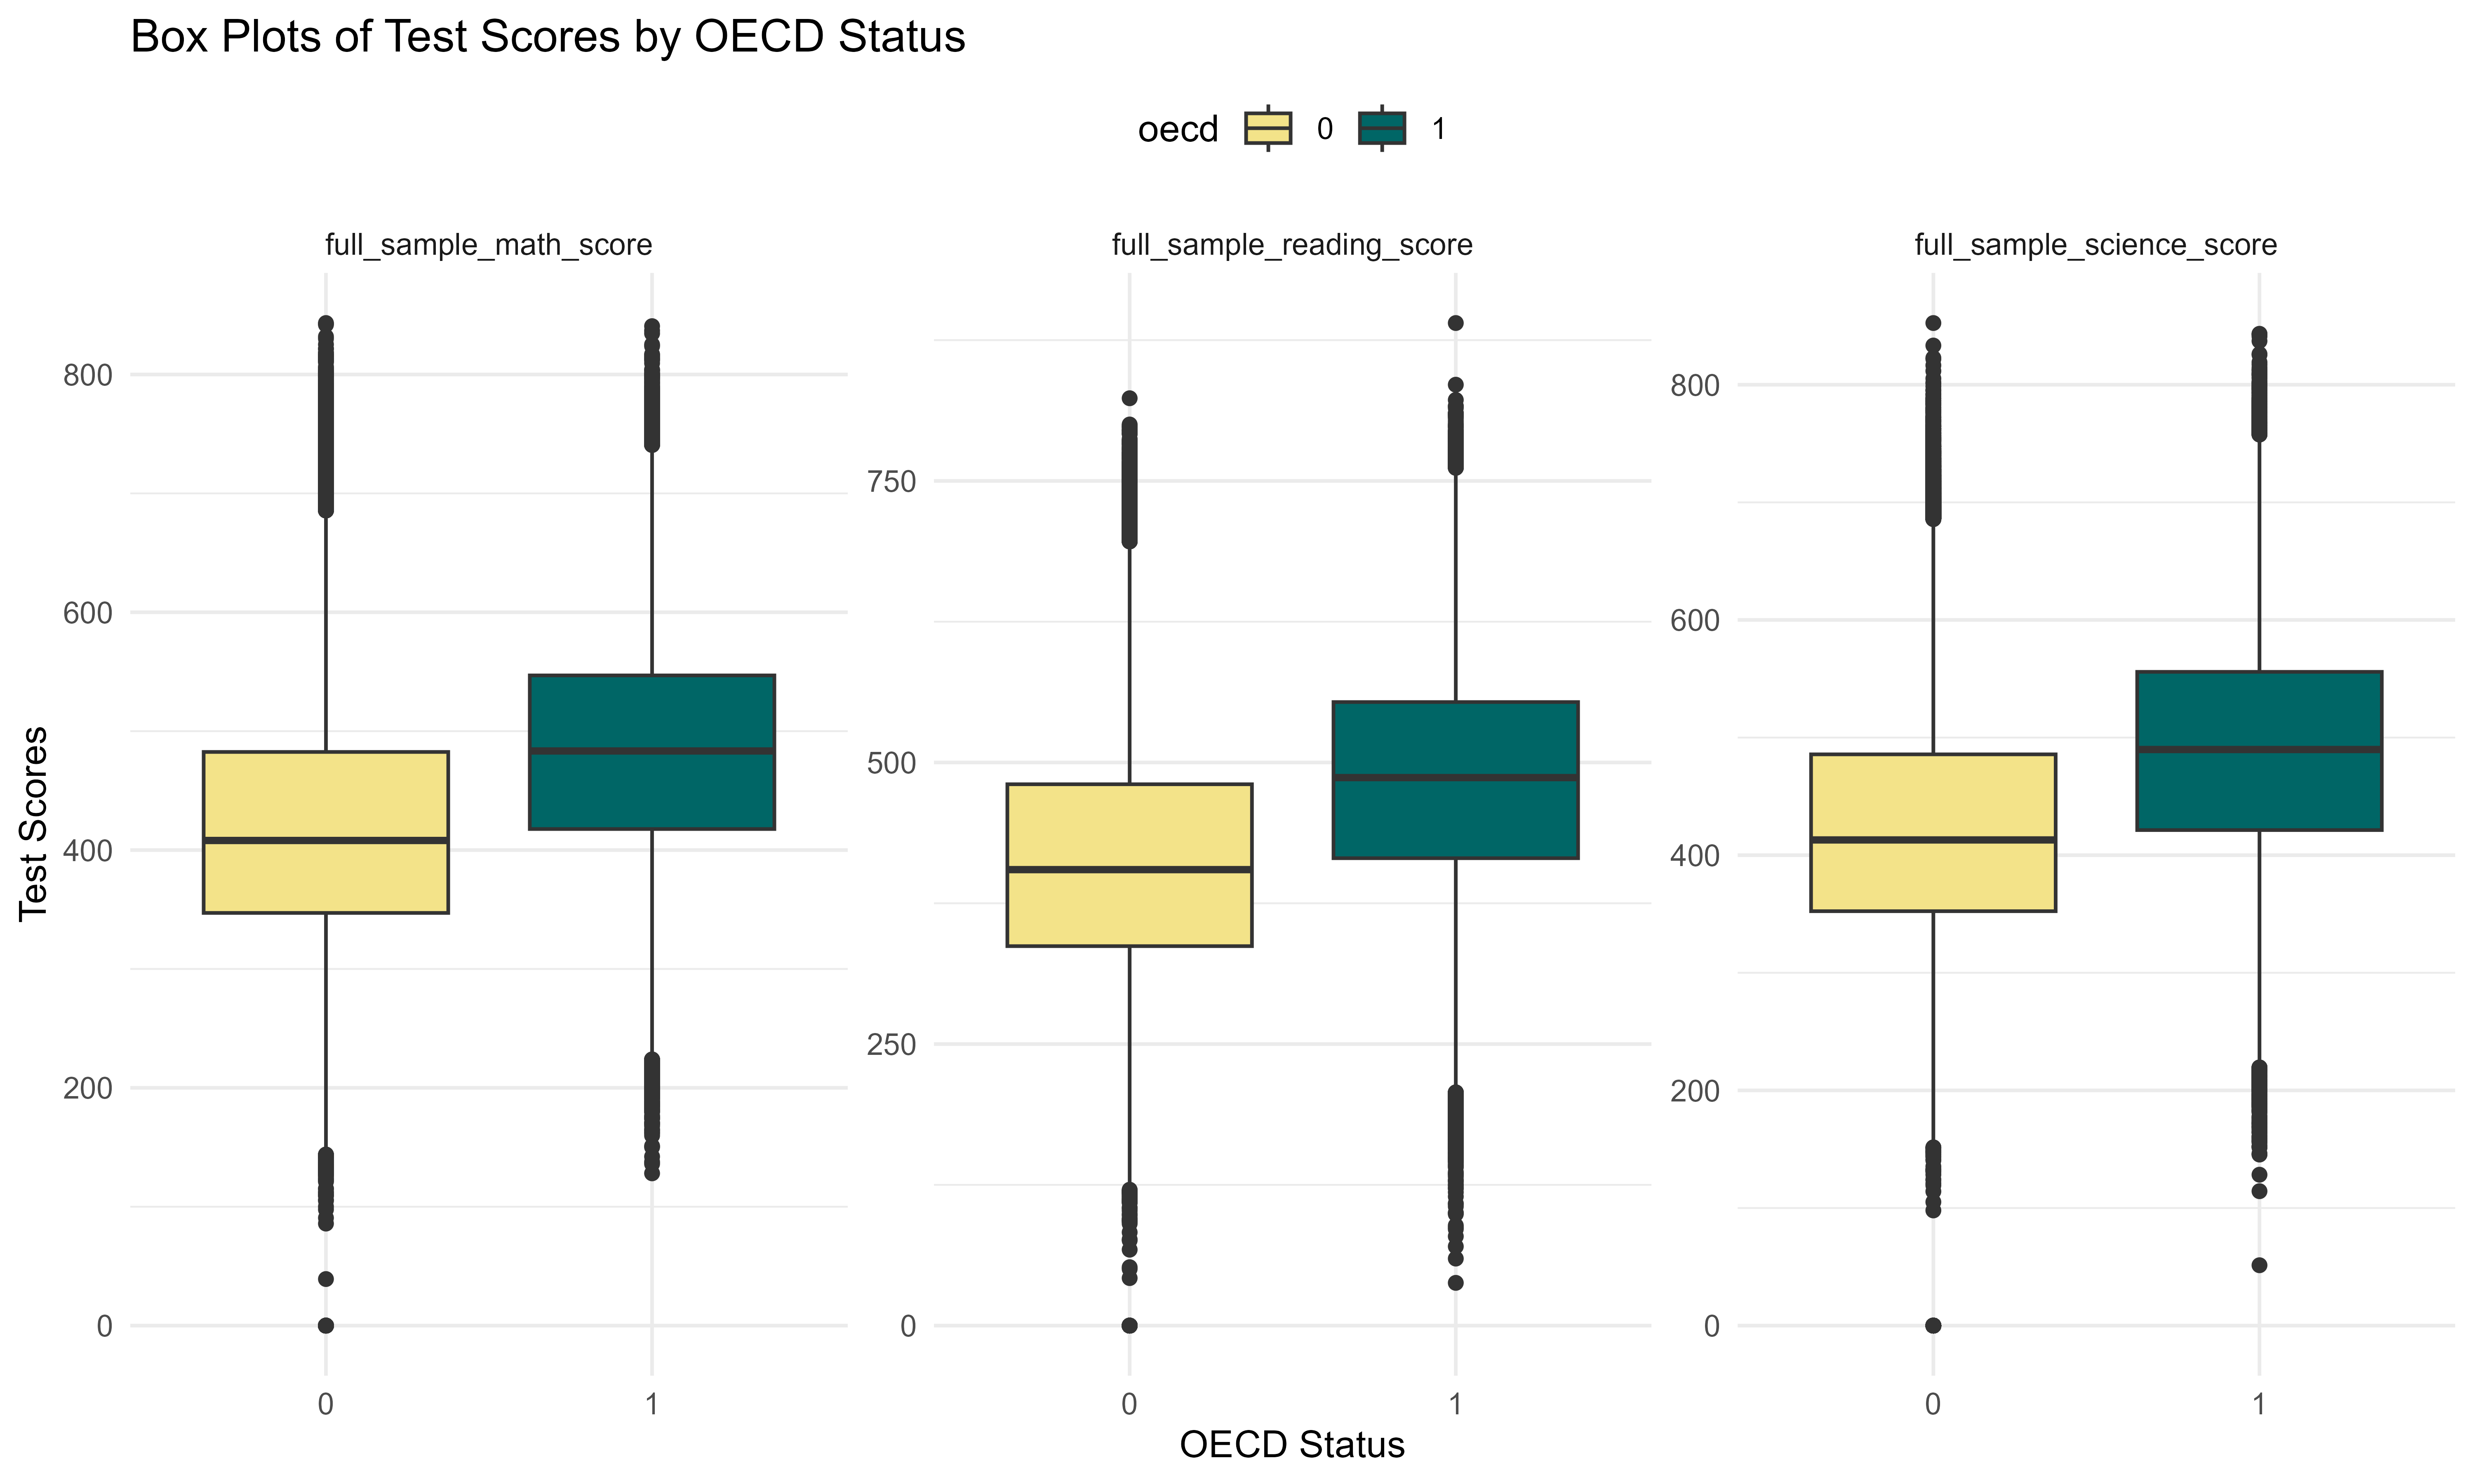 Box Plots of Test Scores by OECD Status
oecd 0 1
full_sample_math_score
full_sample_reading_score
full_sample_science_score
Test Scores
800
600
400
200
0
750
500
250
0
800
600
400
200
0
0 1
0 1
0 1
OECD Status